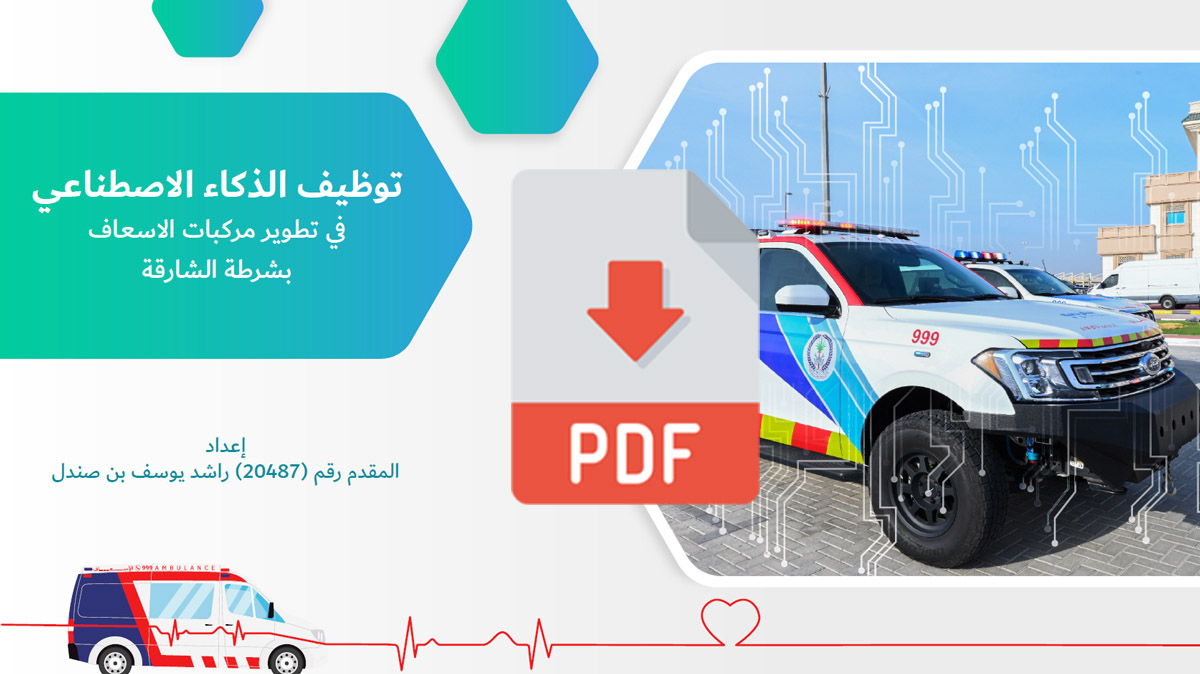 توظيف الذكاء الاصطناعي
في تطوير مركبات الاسعاف
بشرطة الشارقة
إعداد
المقدم رقم (20487) راشد يوسف بن صندل
PDF
999
999 AMBULANCE